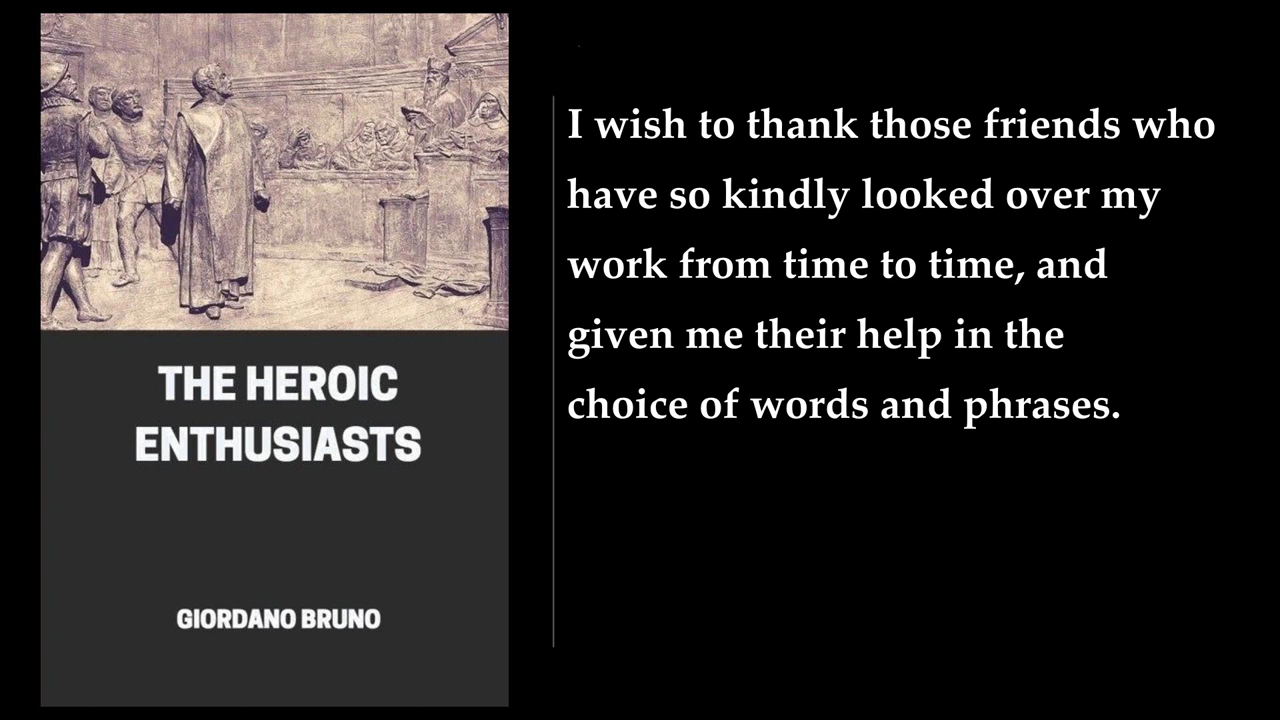 THE HEROIC
ENTHUSIASTS
GIORDANO BRUNO
I wish to thank those friends who
have so kindly looked over my
work from time to time, and
given me their help in the
choice of words and phrases.